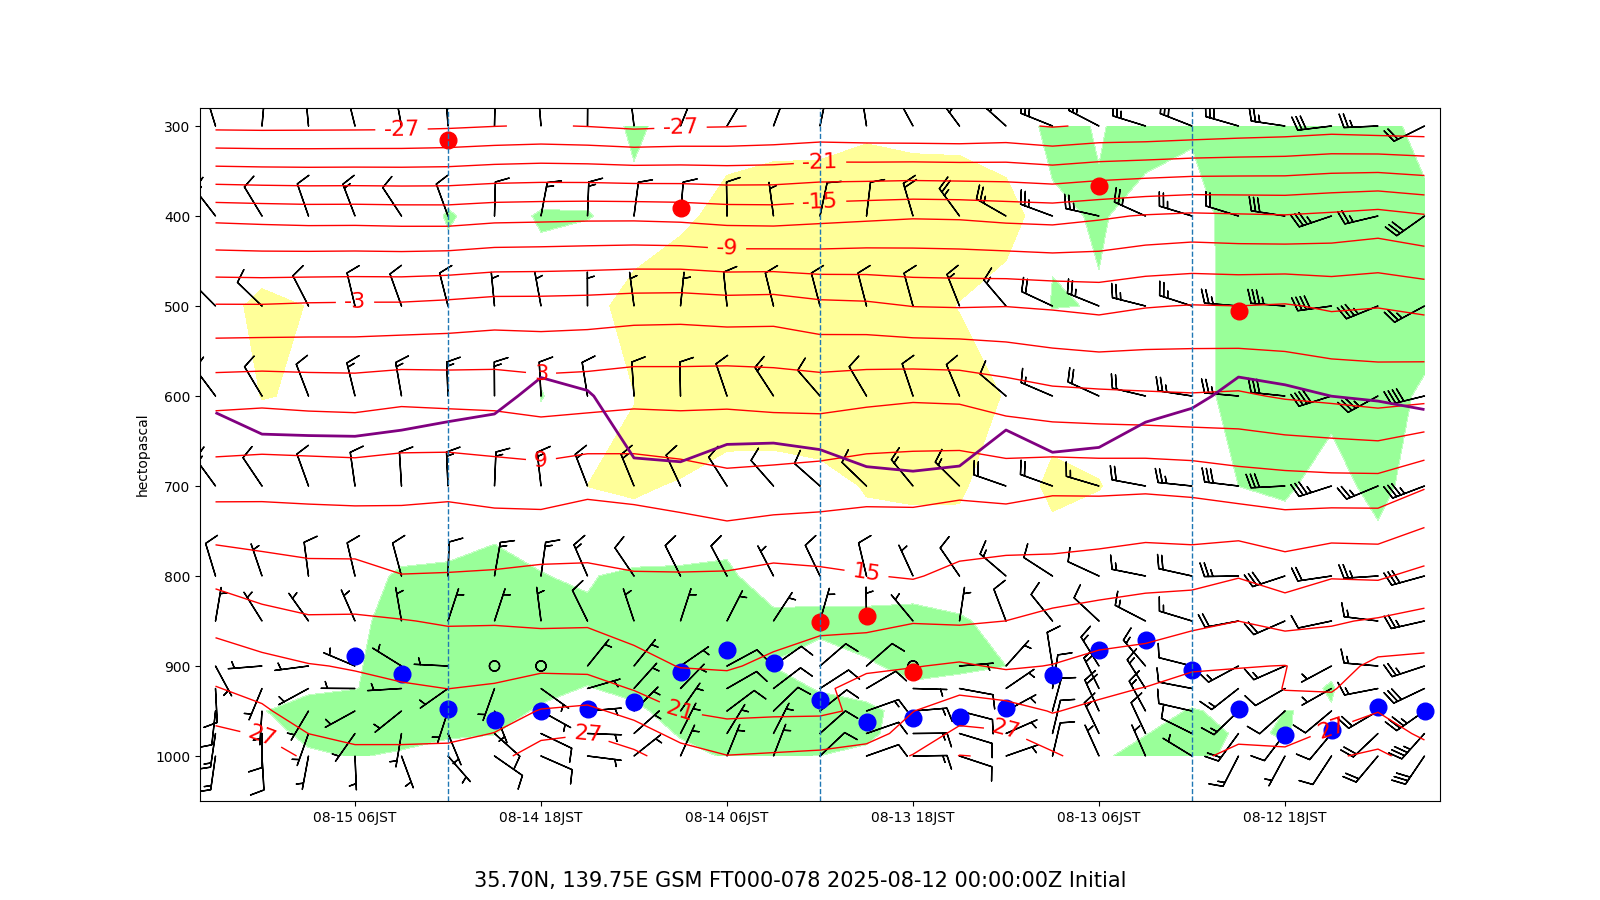 300
400
500
600
700
800
900
1000
hectopascal
-27
-27
-21
-15
-9
-3
3
9
15
21
27
27
27
21
08-15 06JST
08-14 18JST
08-14 06JST
08-13 18JST
08-13 06JST
08-12 18JST
35.70N, 139.75E GSM FT000-078 2025-08-12 00:00:00Z Initial